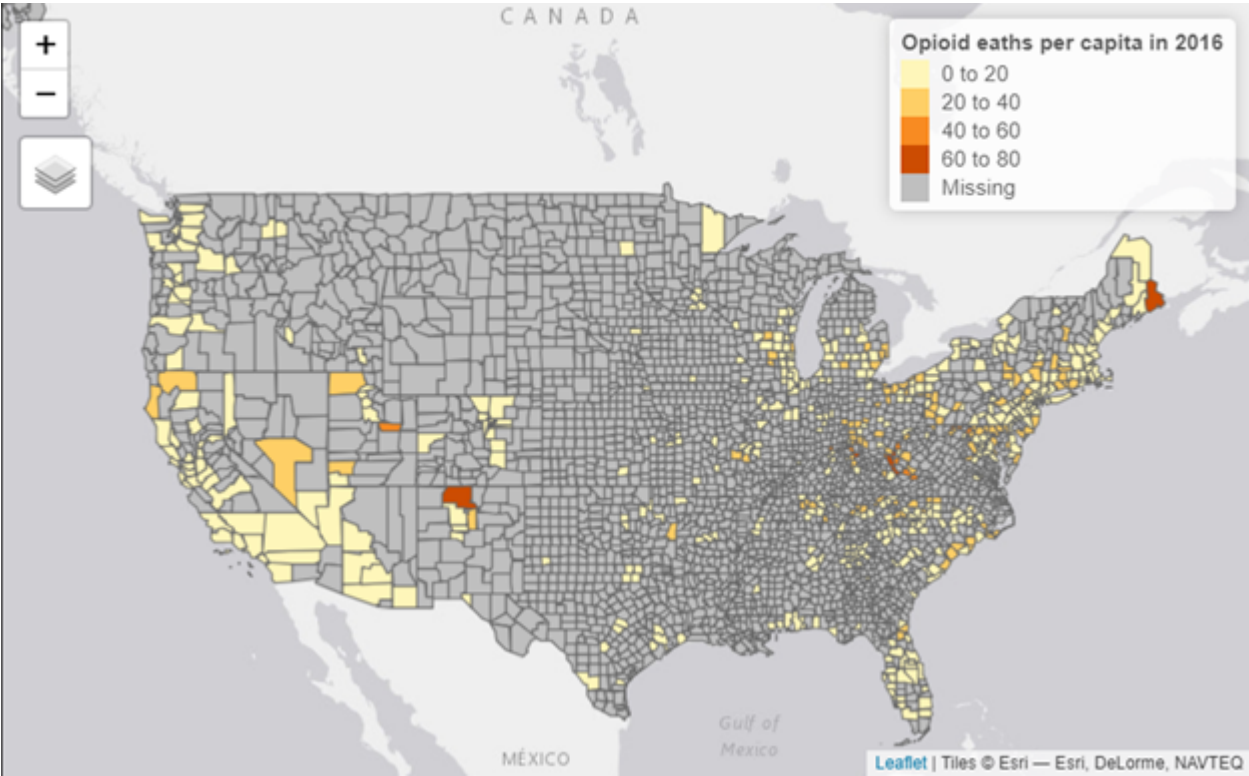 CANADA
+
−
Opioid eaths per capita in 2016
0 to 20
20 to 40
40 to 60
60 to 80
Missing
Gulf of
Mexico
MÉXICO
Leaflet | Tiles © Esri — Esri, DeLorme, NAVTEQ